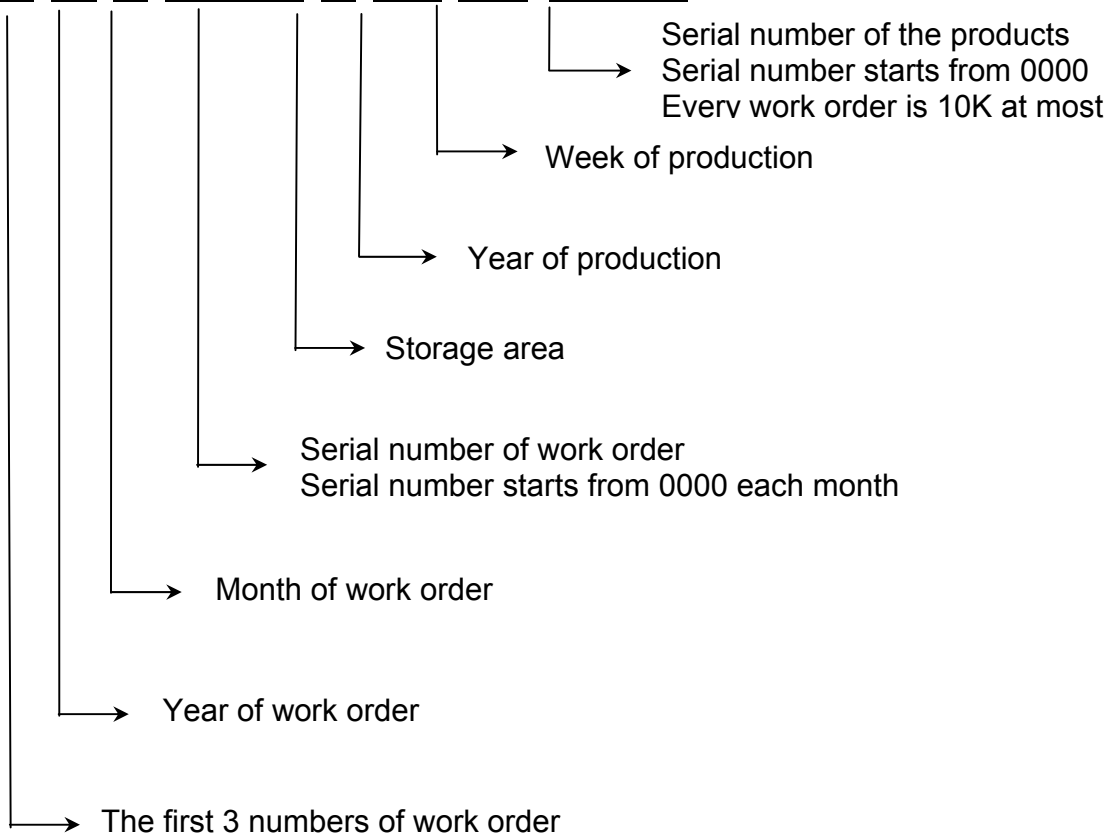 Serial number of the products
Serial number starts from 0000
Every work order is 10K at most
Week of production
Year of production
Storage area
Serial number of work order
Serial number starts from 0000 each month
Month of work order
Year of work order
The first 3 numbers of work order